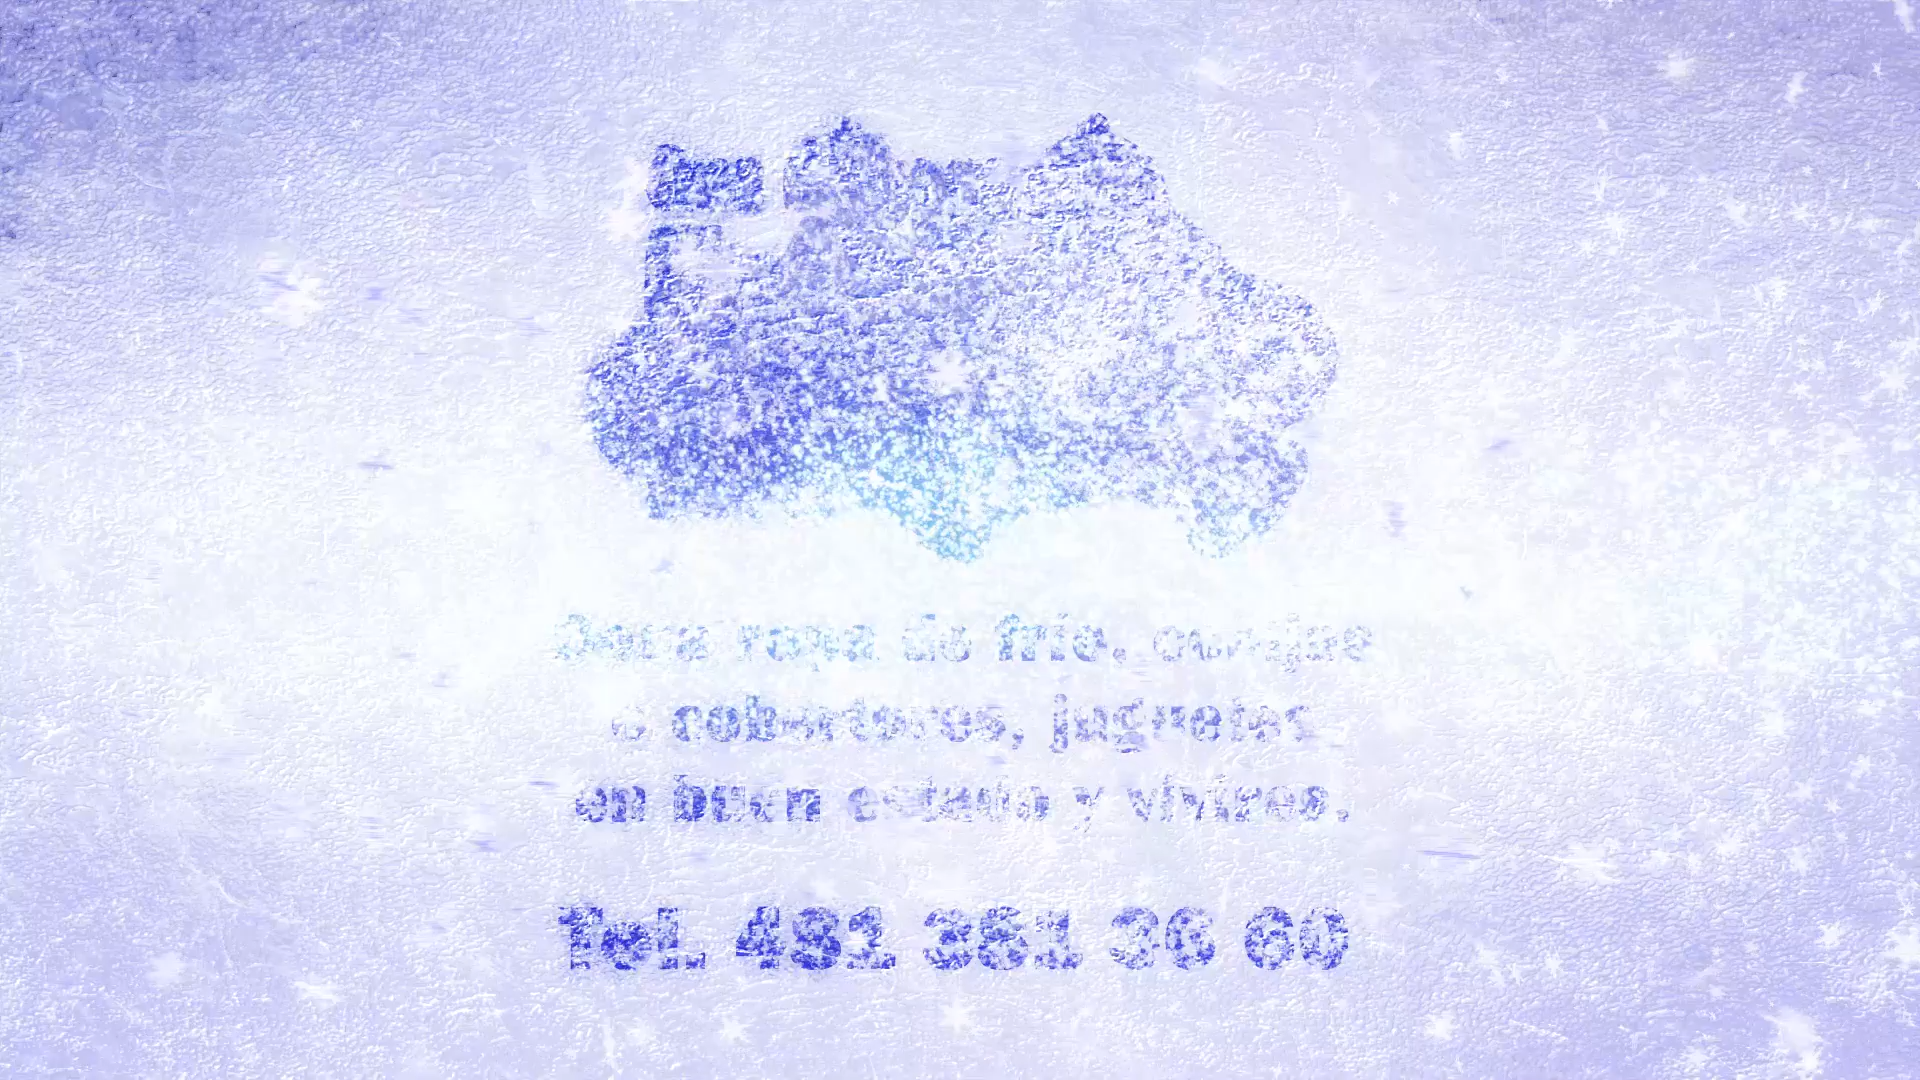 Dona ropa de frío, cobijas
o cobertores, juguetes
en buen estado y víveres.
Tel. 481 381 36 60